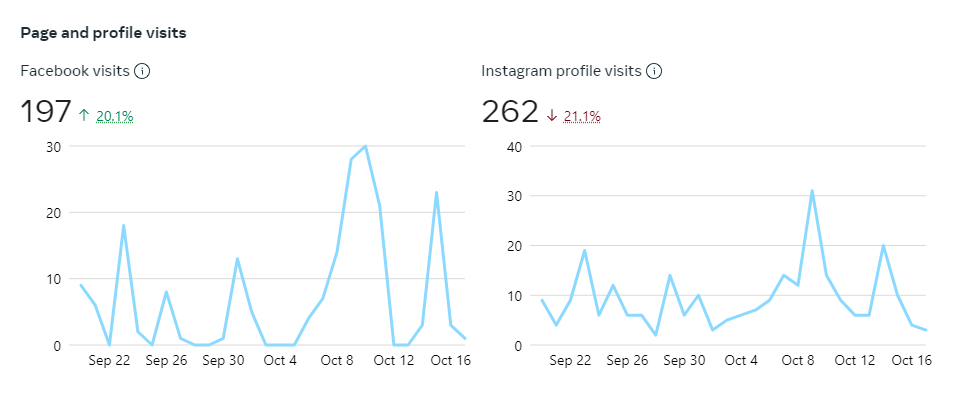 Page and profile visits
Facebook visits
197 ↑ 20.1%
30
20
10
0
Sep 22 Sep 26 Sep 30 Oct 4 Oct 8 Oct 12 Oct 16
Instagram profile visits
262 ↓ 21.1%
40
30
20
10
0
Sep 22 Sep 26 Sep 30 Oct 4 Oct 8 Oct 12 Oct 16